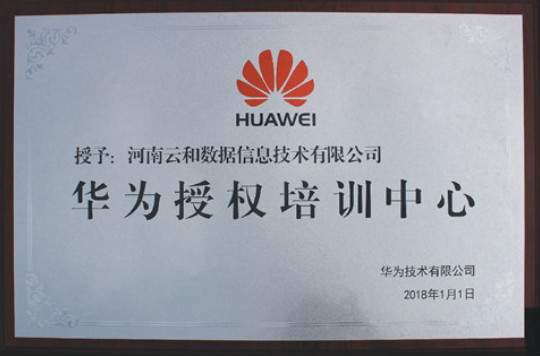 HUAWEI
授予：河南云和数据信息技术有限公司
华为授权培训中心
华为技术有限公司
2018年1月1日